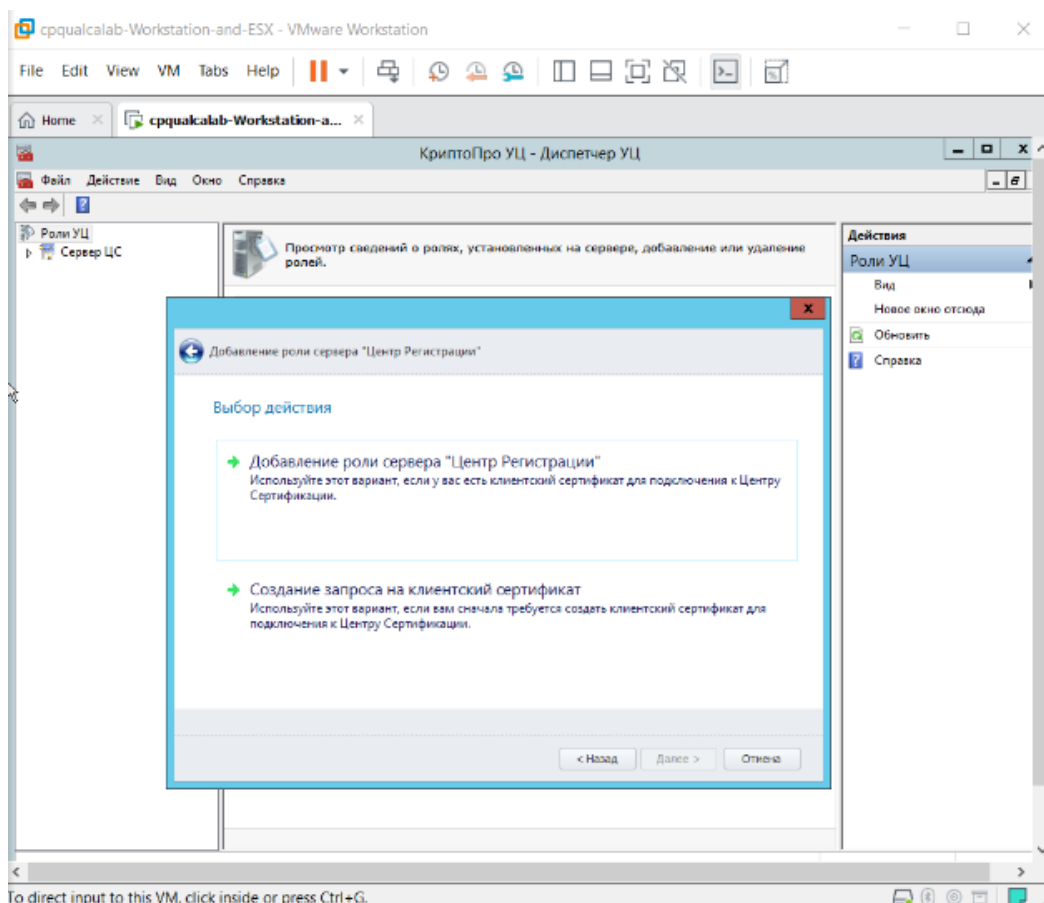 cpqualcalab-Workstation-and-ESX - VMware Workstation
File Edit View VM Tabs Help
Home
cpqualcalab-Workstation-a...
КриптоПро УЦ - Диспетчер УЦ
Файл Действие Вид Окно Справка
Роли УЦ
Сервер ЦС
Просмотр сведений о ролях, установленных на сервере, добавление или удаление
ролей.
Действия
Роли УЦ
Вид
Новое окно отсюда
Обновить
Справка
Добавление роли сервера "Центр Регистрации"
Выбор действия
Добавление роли сервера "Центр Регистрации"
Используйте этот вариант, если у вас есть клиентский сертификат для подключения к Центру
Сертификации.
Создание запроса на клиентский сертификат
Используйте этот вариант, если вам сначала требуется создать клиентский сертификат для
подключения к Центру Сертификации.
< Назад
Далее >
Отмена
To direct input to this VM, click inside or press Ctrl+G.